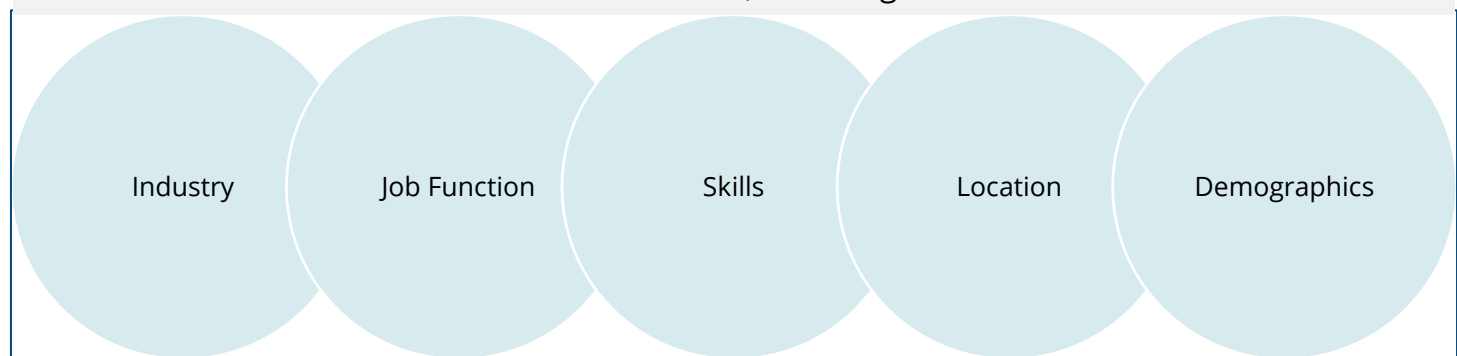 Industry
Job Function
Skills
Location
Demographics